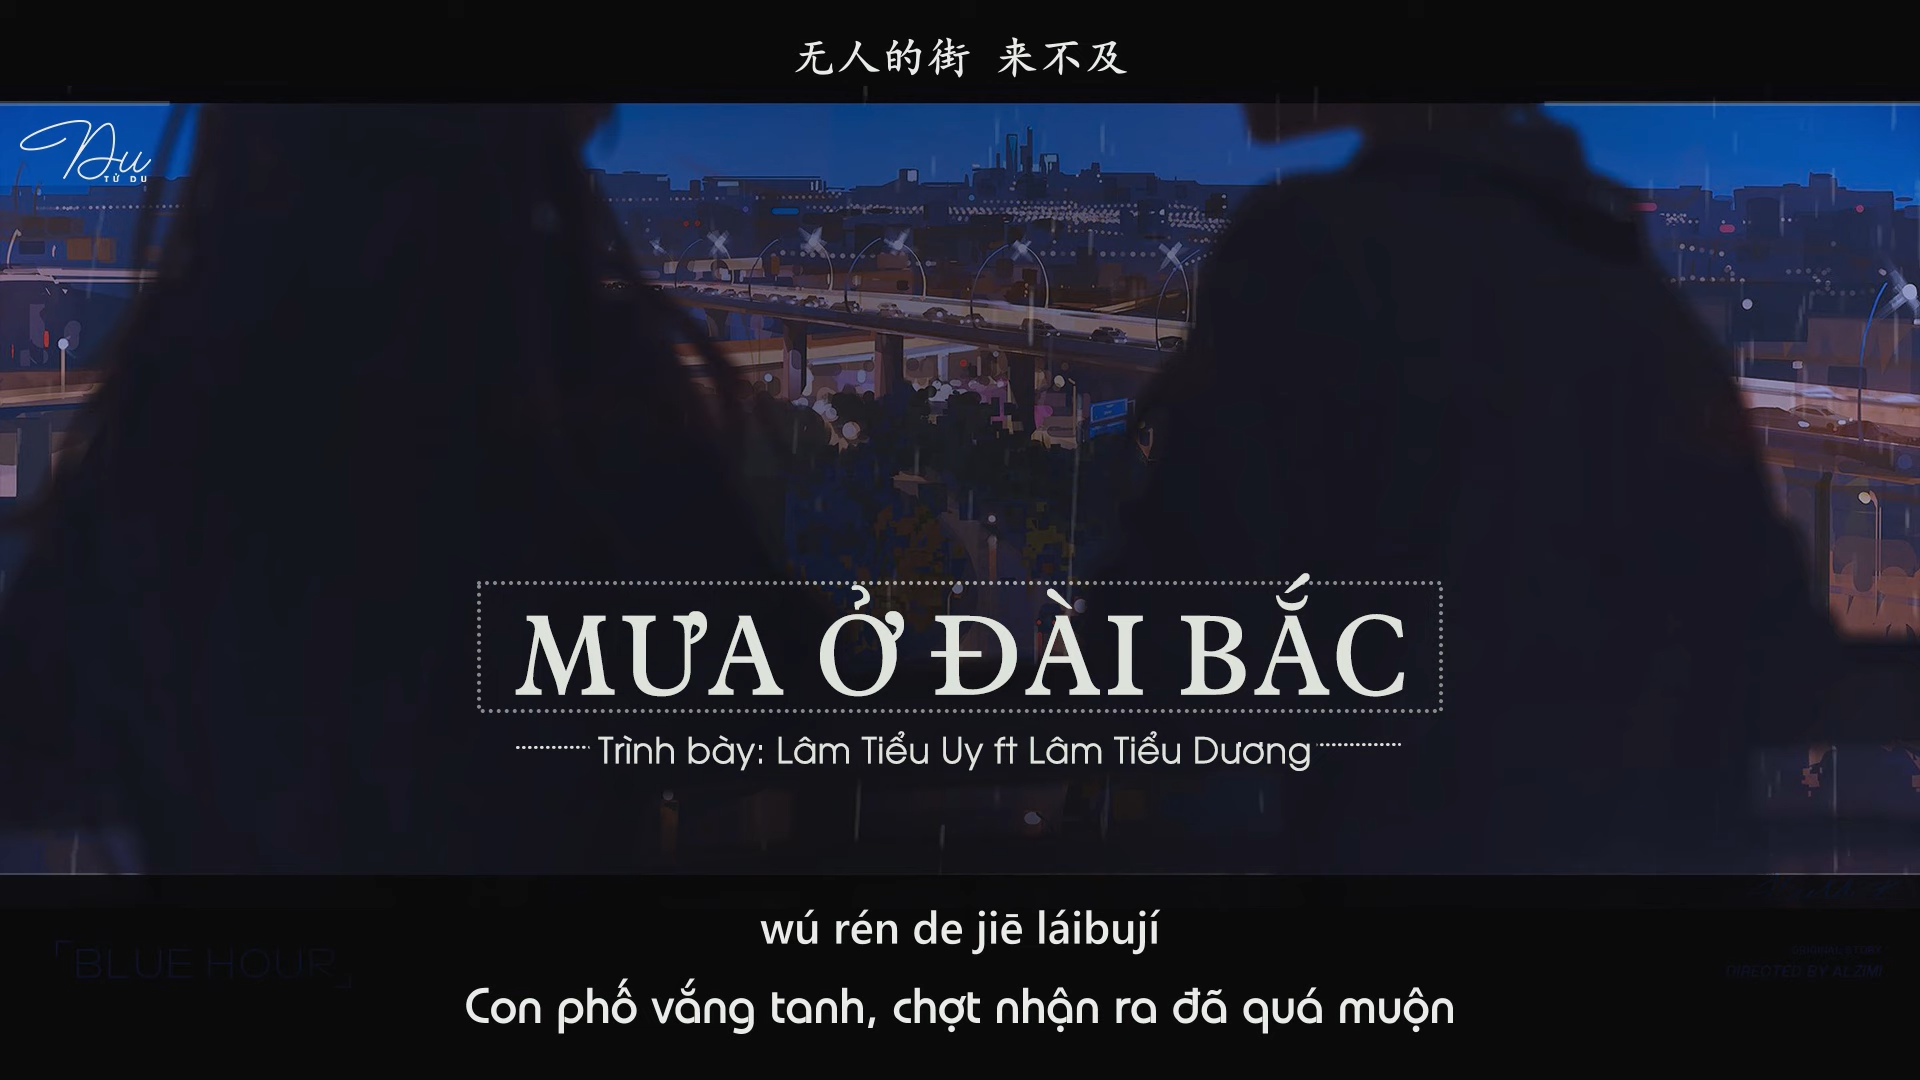 无人的街 来不及
Du
TỬ DU
MƯA Ở ĐÀI BẮC
Trình bày: Lâm Tiểu Uy ft Lâm Tiểu Dương
wú rén de jiē láibují
「BLUE HOUR」
DIRECTED BY ALZIMI
Con phố vắng tanh, chợt nhận ra đã quá muộn